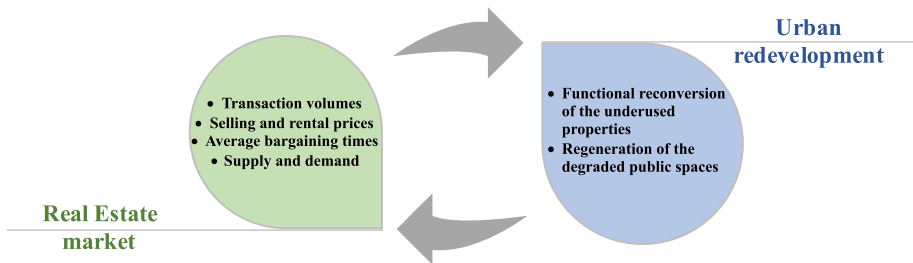 Urban
redevelopment
• Transaction volumes
• Selling and rental prices
• Average bargaining times
• Supply and demand
• Functional reconversion
of the underused
properties
• Regeneration of the
degraded public spaces
Real Estate
market